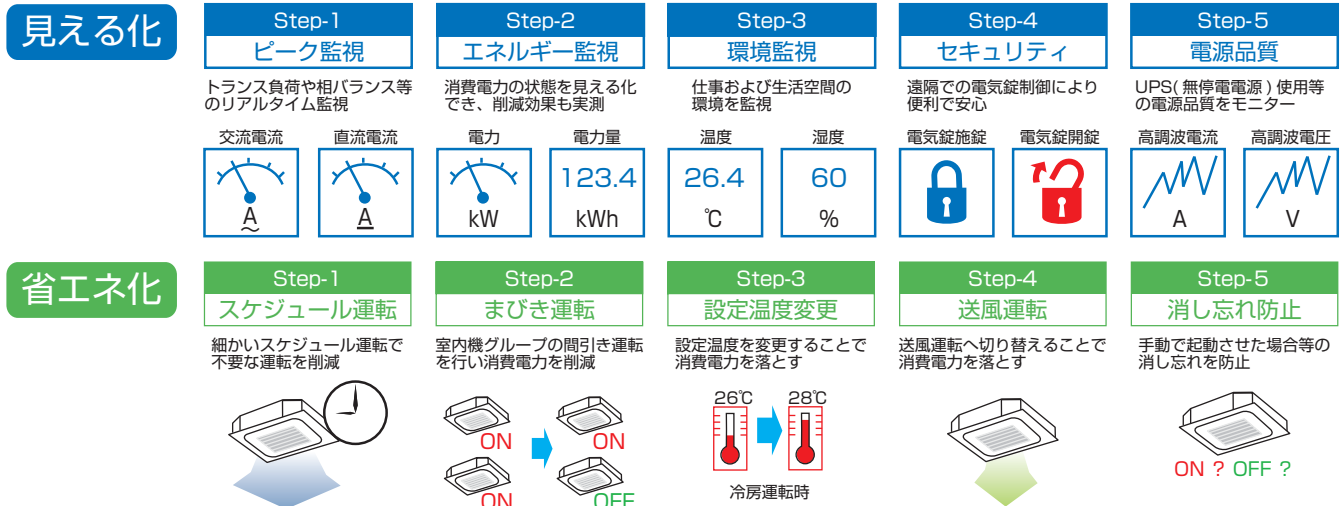 見える化
Step-1
ピーク監視
トランス負荷や相バランス等
のリアルタイム監視
交流電流
直流電流
A
A
Step-2
エネルギー監視
消費電力の状態を見える化
でき、削減効果も実測
電力
電力量
kW
123.4
kWh
Step-3
環境監視
仕事および生活空間の
環境を監視
温度
湿度
26.4
℃
60
%
Step-4
セキュリティ
遠隔での電気錠制御により
便利で安心
電気錠施錠
電気錠開錠
Step-5
電源品質
UPS( 無停電電源 ) 使用等
の電源品質をモニター
高調波電流
高調波電圧
A
V
省エネ化
Step-1
スケジュール運転
細かいスケジュール運転で
不要な運転を削減
Step-2
まびき運転
室内機グループの間引き運転
を行い消費電力を削減
ON
ON
ON
OFF
Step-3
設定温度変更
設定温度を変更することで
消費電力を落とす
26℃
28℃
冷房運転時
Step-4
送風運転
送風運転へ切り替えることで
消費電力を落とす
Step-5
消し忘れ防止
手動で起動させた場合等の
消し忘れを防止
ON ? OFF ?